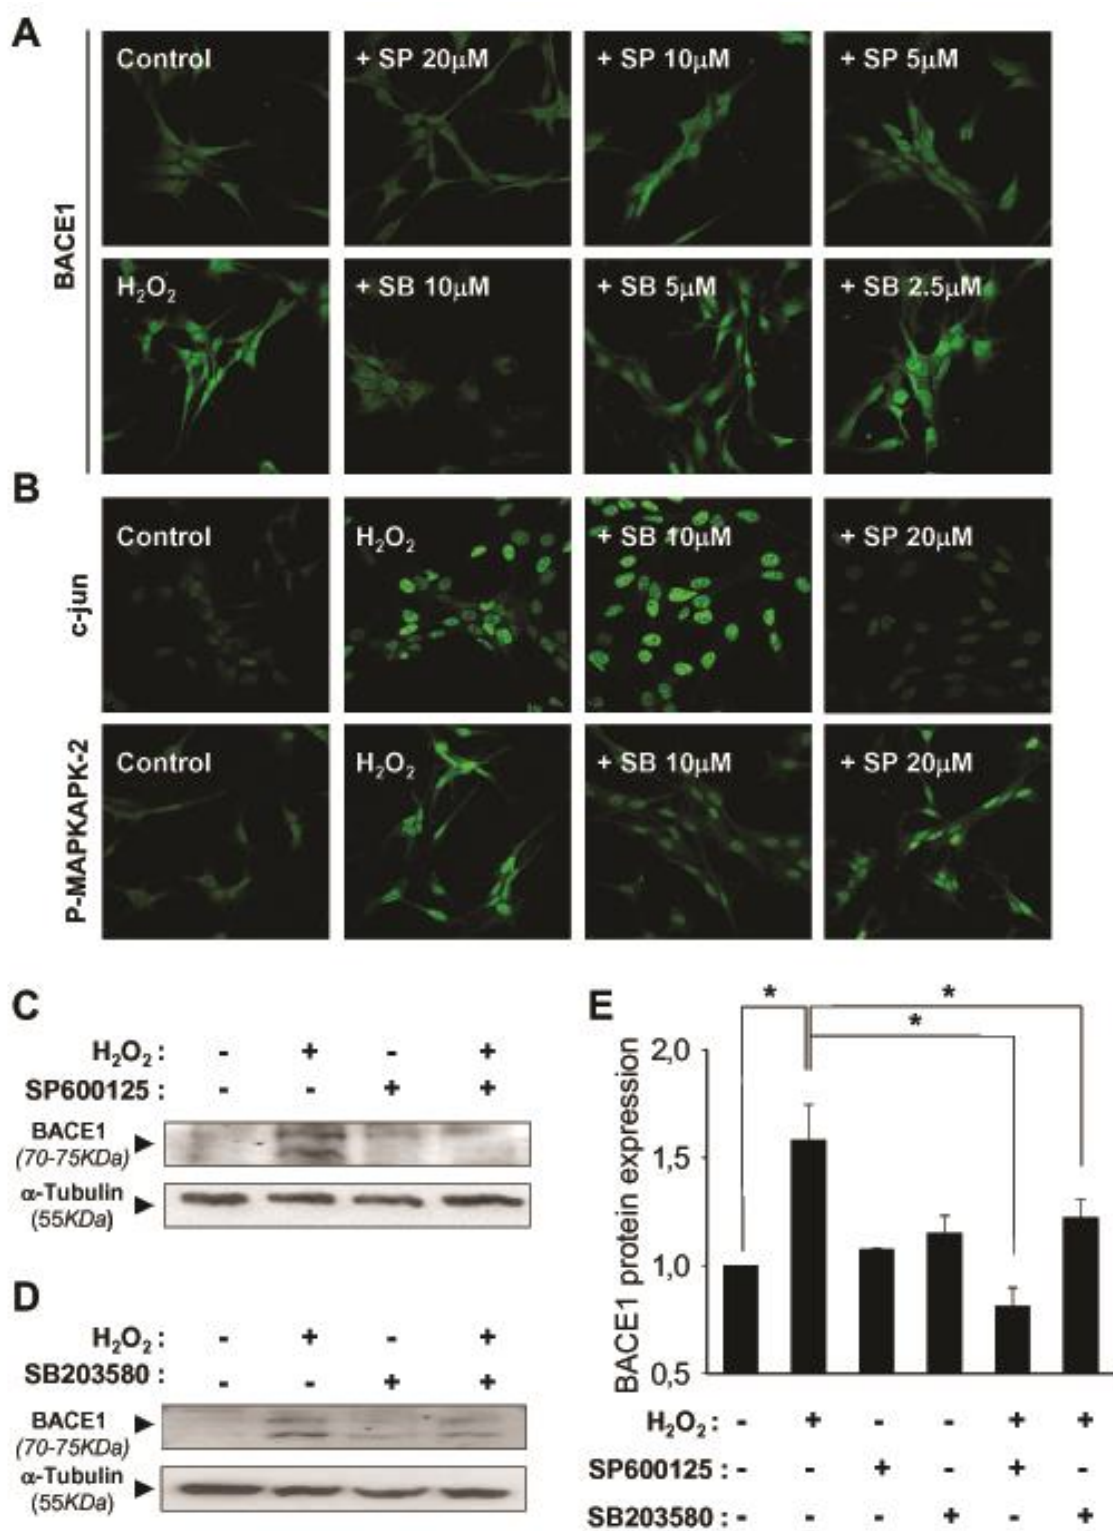 A
BACE1
Control
+ SP 20μM
+ SP 10μM
+ SP 5μM
H₂O₂
+ SB 10μM
+ SB 5μM
+ SB 2.5μM
B
c-jun
Control
H₂O₂
+ SB 10μM
+ SP 20μM
P-MAPKAPK-2
Control
H₂O₂
+ SB 10μM
+ SP 20μM
C
H₂O₂ : - + - +
SP600125 : - - + +
BACE1
(70-75KDa)
α-Tubulin
(55KDa)
D
H₂O₂ : - + - +
SB203580 : - - + +
BACE1
(70-75KDa)
α-Tubulin
(55KDa)
E
* *
*
BACE1 protein expression
2,0
1,5
1,0
0,5
H₂O₂ : - + - - + +
SP600125 : - - + - + -
SB203580 : - - - + - +